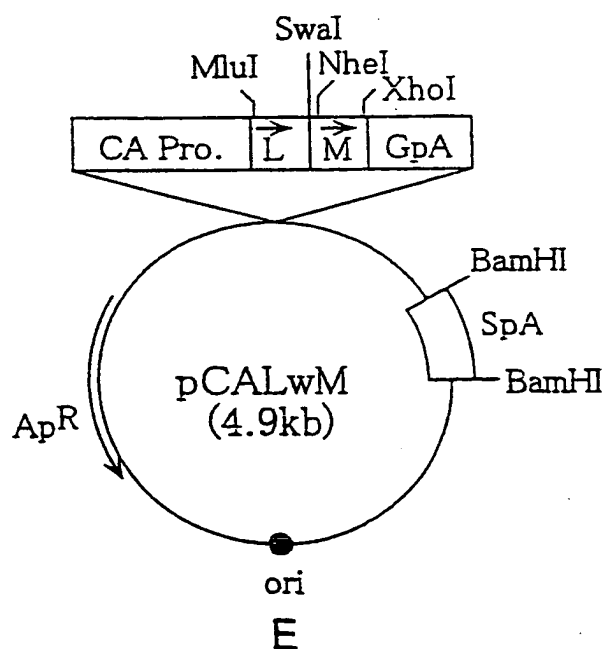 SwaI
MluI NheI
XhoI
CA Pro. L M GpA
BamHI
SpA
BamHI
pCALwM
(4.9kb)
ApR
ori
E